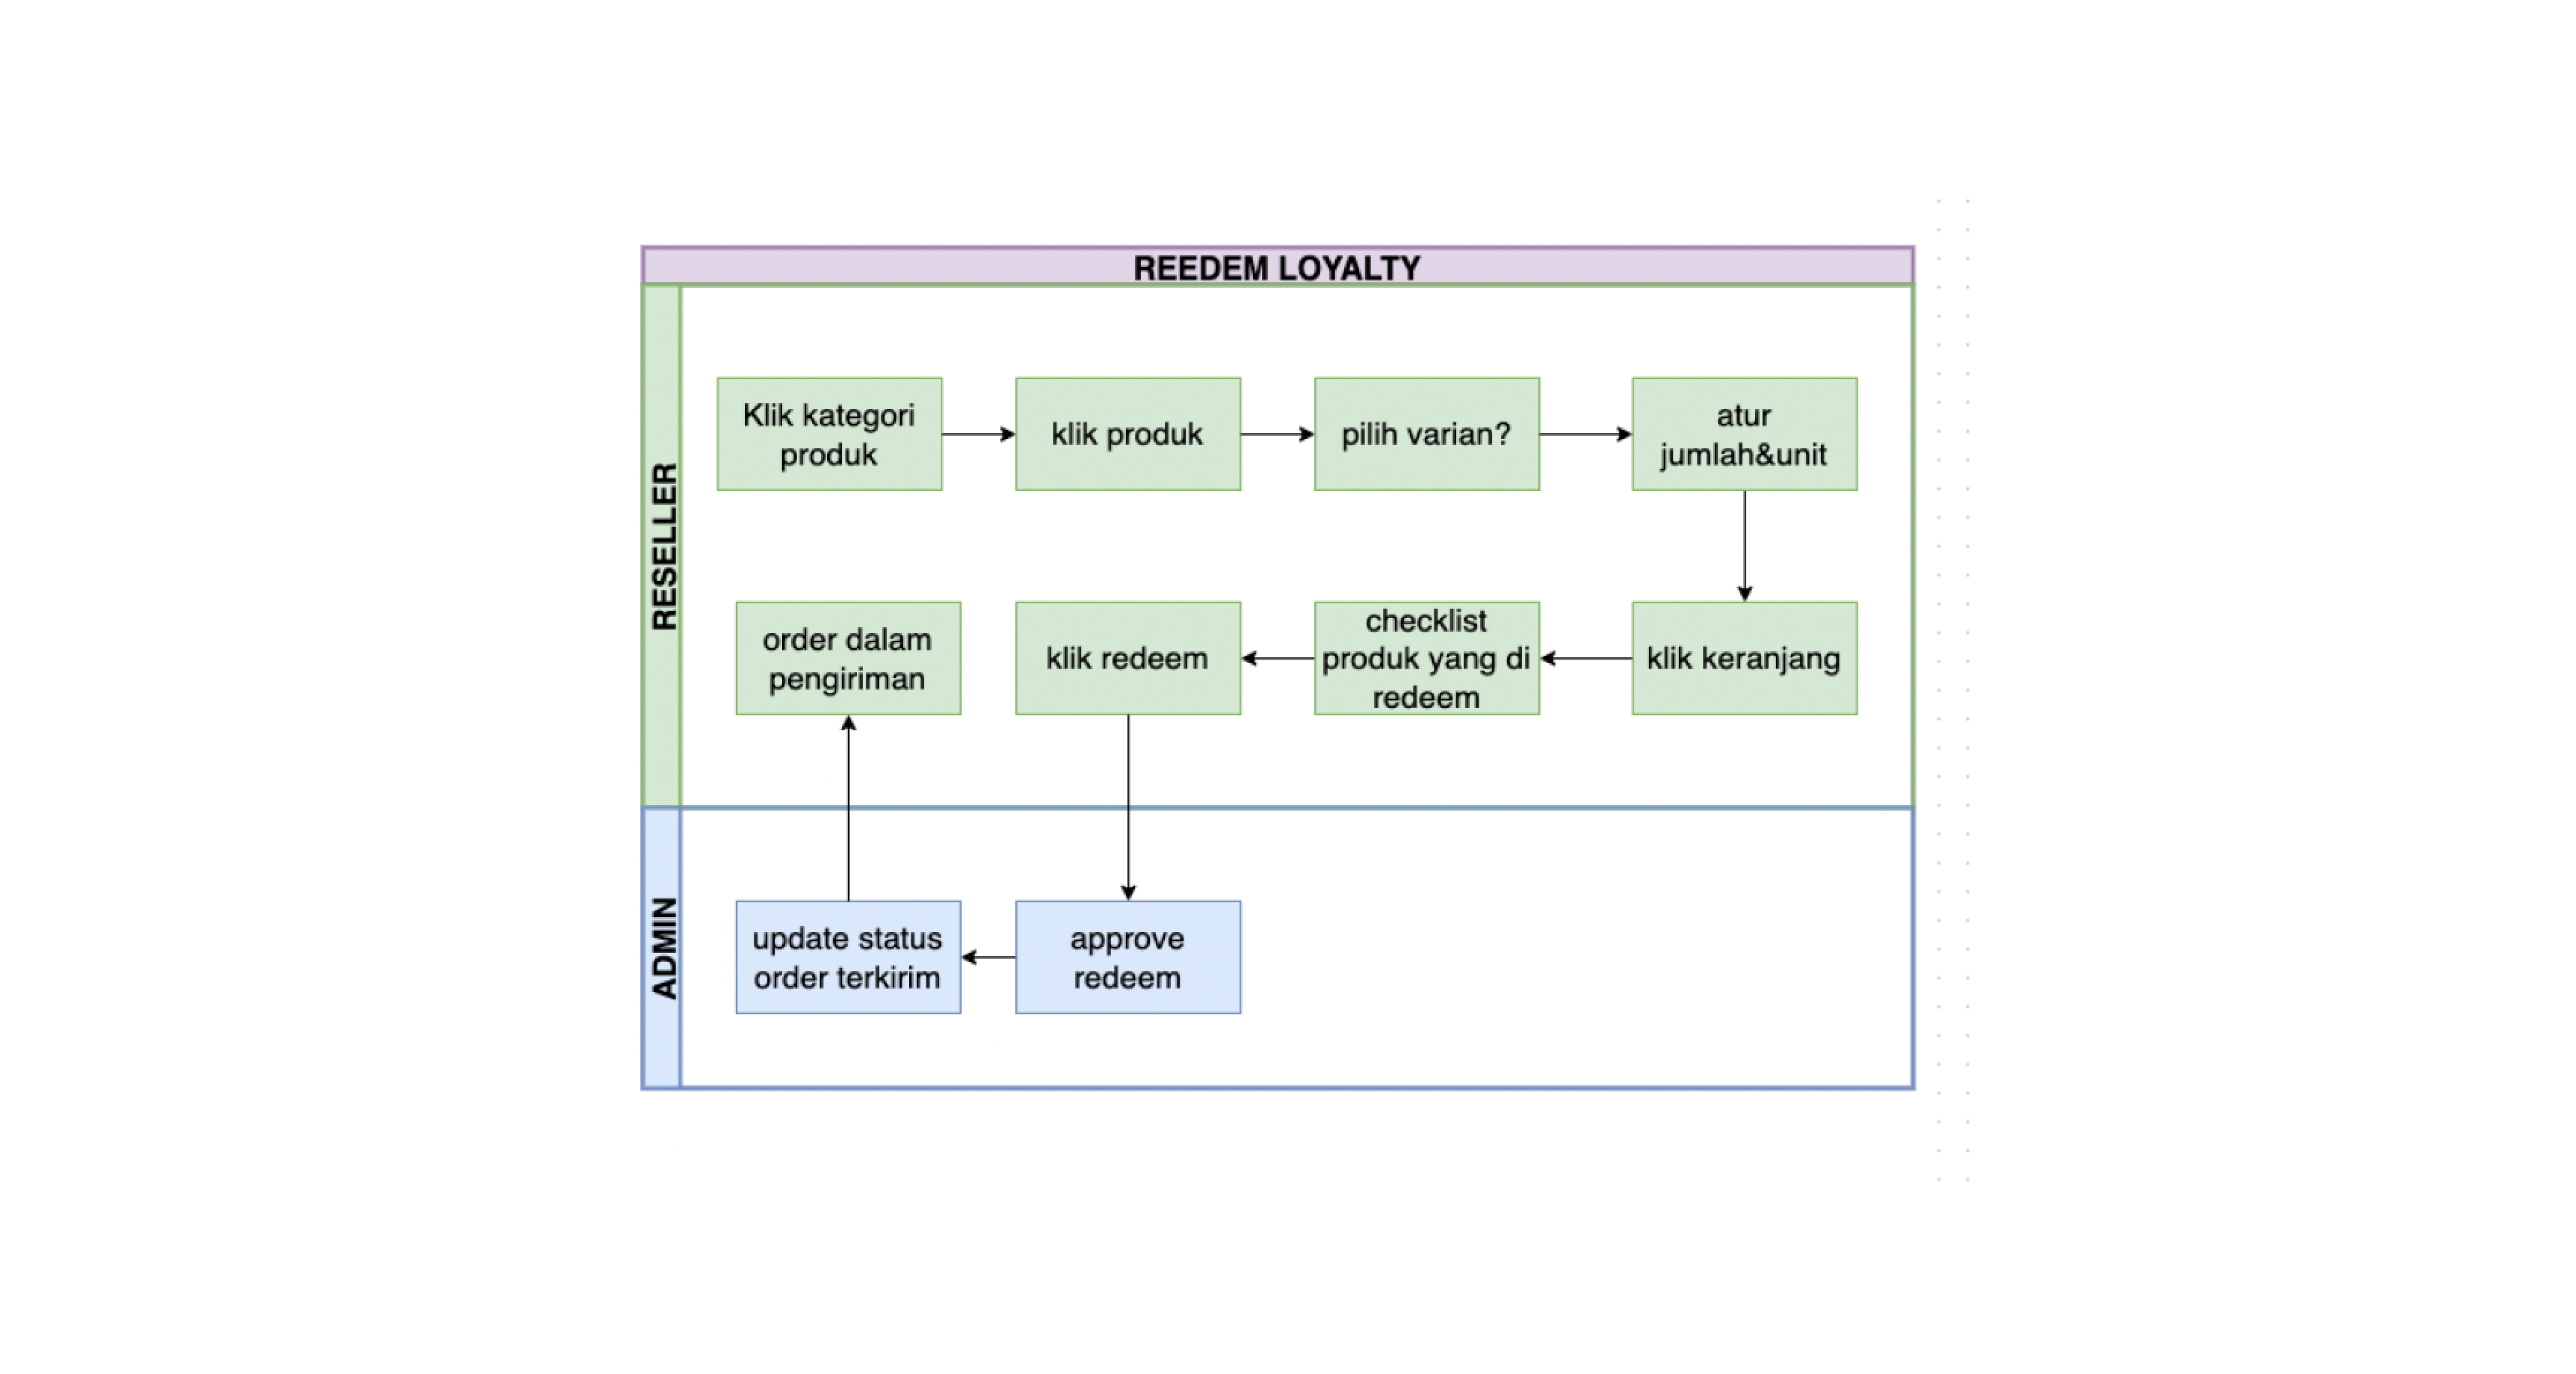 REEDEM LOYALTY
RESELLER
Klik kategori
produk
klik produk
pilih varian?
atur
jumlah&unit
order dalam
pengiriman
klik redeem
checklist
produk yang di
redeem
klik keranjang
ADMIN
update status
order terkirim
approve
redeem